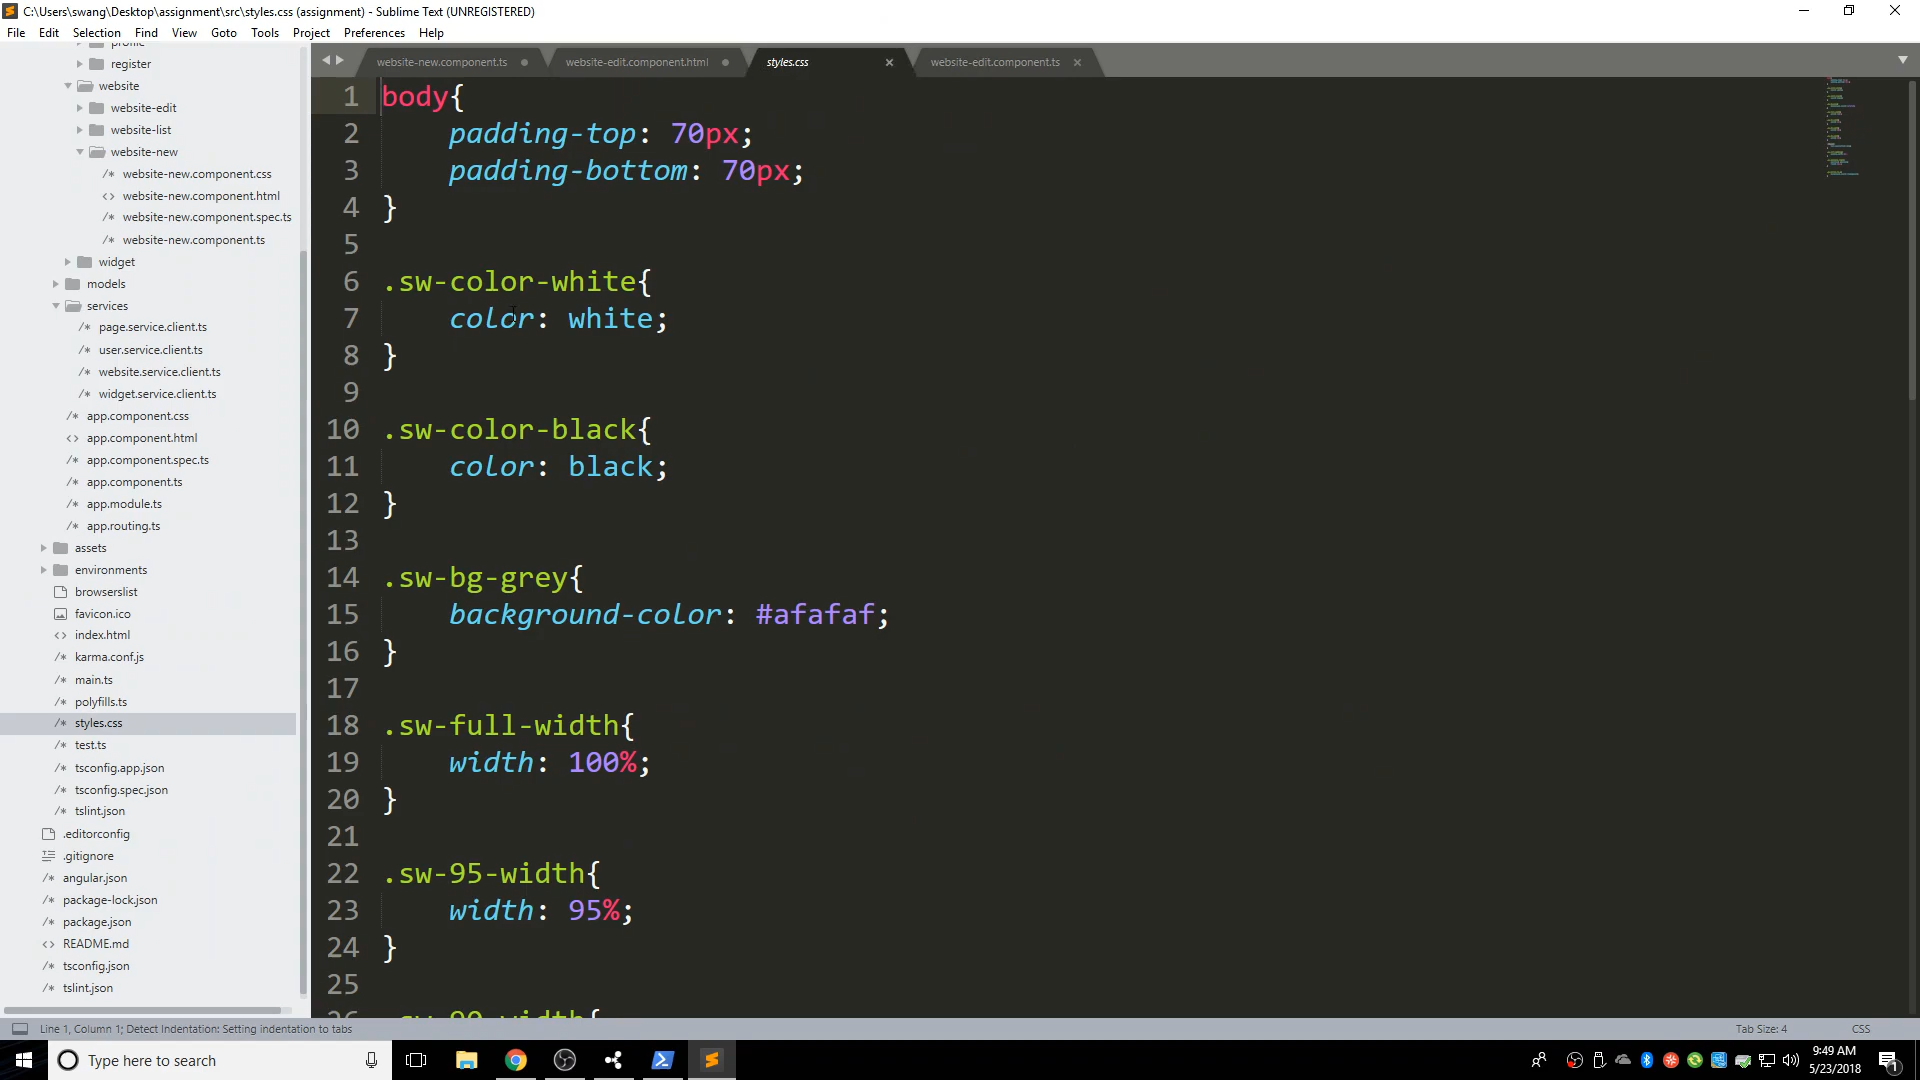 C:\Users\swang\Desktop\assignment\src\styles.css (assignment) - Sublime Text (UNREGISTERED)
File Edit Selection Find View Goto Tools Project Preferences Help
profile
register
website
website-edit
website-list
website-new
website-new.component.css
website-new.component.html
website-new.component.spec.ts
website-new.component.ts
widget
models
services
page.service.client.ts
user.service.client.ts
website.service.client.ts
widget.service.client.ts
app.component.css
app.component.html
app.component.spec.ts
app.component.ts
app.module.ts
app.routing.ts
assets
environments
browserslist
favicon.ico
index.html
karma.conf.js
main.ts
polyfills.ts
styles.css
test.ts
tsconfig.app.json
tsconfig.spec.json
tslint.json
.editorconfig
.gitignore
angular.json
package-lock.json
package.json
README.md
tsconfig.json
tslint.json
website-new.component.ts website-edit.component.html styles.css website-edit.component.ts
1 body{
2 padding-top: 70px;
3 padding-bottom: 70px;
4 }
5
6 .sw-color-white{
7 color: white;
8 }
9
10 .sw-color-black{
11 color: black;
12 }
13
14 .sw-bg-grey{
15 background-color: #afafaf;
16 }
17
18 .sw-full-width{
19 width: 100%;
20 }
21
22 .sw-95-width{
23 width: 95%;
24 }
25
26 .sw-90-width{
Line 1, Column 1; Detect Indentation: Setting indentation to tabs Tab Size: 4 CSS
Type here to search
9:49 AM
5/23/2018
1